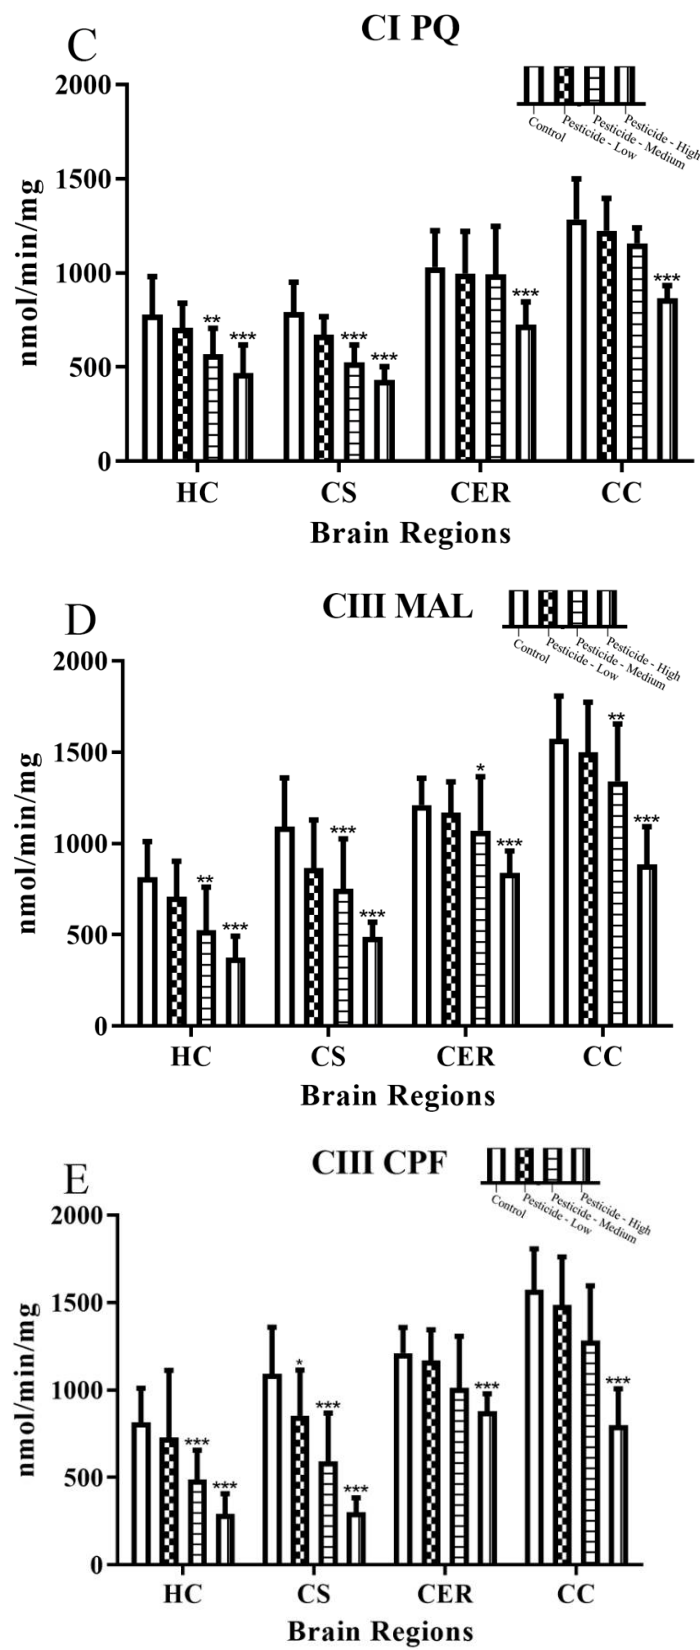 C
CI PQ
Control
Pesticide - Low
Pesticide - Medium
Pesticide - High
nmol/min/mg
2000
1500
1000
500
0
** *** *** *** *** ***
HC CS CER CC
Brain Regions
D
CIII MAL
Control
Pesticide - Low
Pesticide - Medium
Pesticide - High
nmol/min/mg
2000
1500
1000
500
0
** *** *** *** * *** ** ***
HC CS CER CC
Brain Regions
E
CIII CPF
Control
Pesticide - Low
Pesticide - Medium
Pesticide - High
nmol/min/mg
2000
1500
1000
500
0
*** *** * *** *** *** ***
HC CS CER CC
Brain Regions